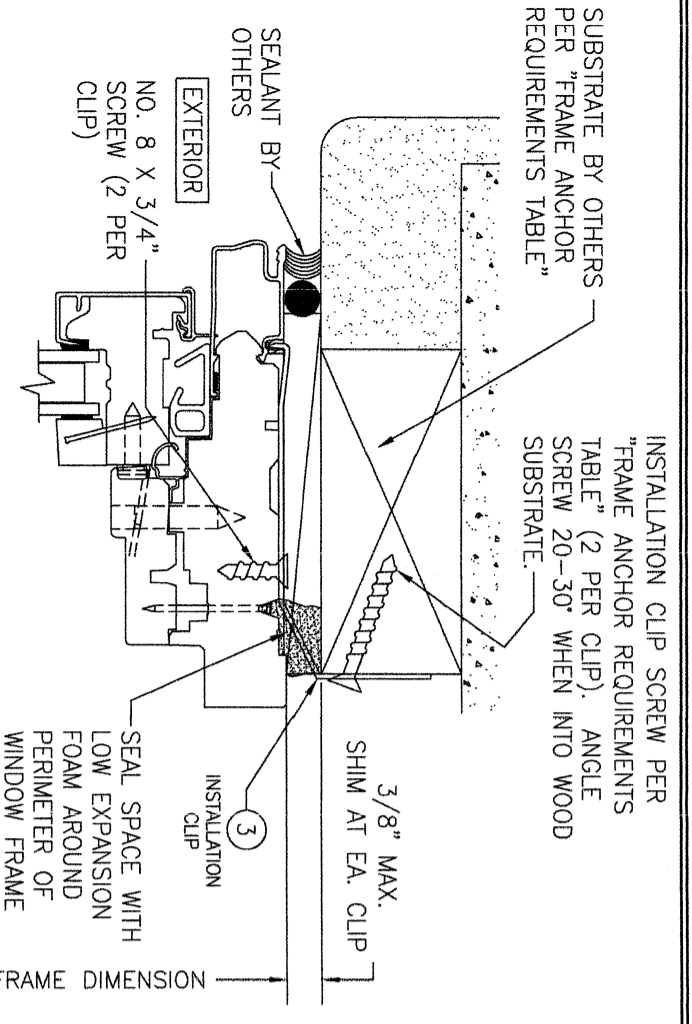 SUBSTRATE BY OTHERS
PER "FRAME ANCHOR
REQUIREMENTS TABLE"
INSTALLATION CLIP SCREW PER
"FRAME ANCHOR REQUIREMENTS
TABLE" (2 PER CLIP). ANGLE
SCREW 20-30° WHEN INTO WOOD
SUBSTRATE.
SEALANT BY
OTHERS
EXTERIOR
NO. 8 X 3/4"
SCREW (2 PER
CLIP)
3/8" MAX.
SHIM AT EA. CLIP
3
INSTALLATION
CLIP
SEAL SPACE WITH
LOW EXPANSION
FOAM AROUND
PERIMETER OF
WINDOW FRAME
FRAME DIMENSION